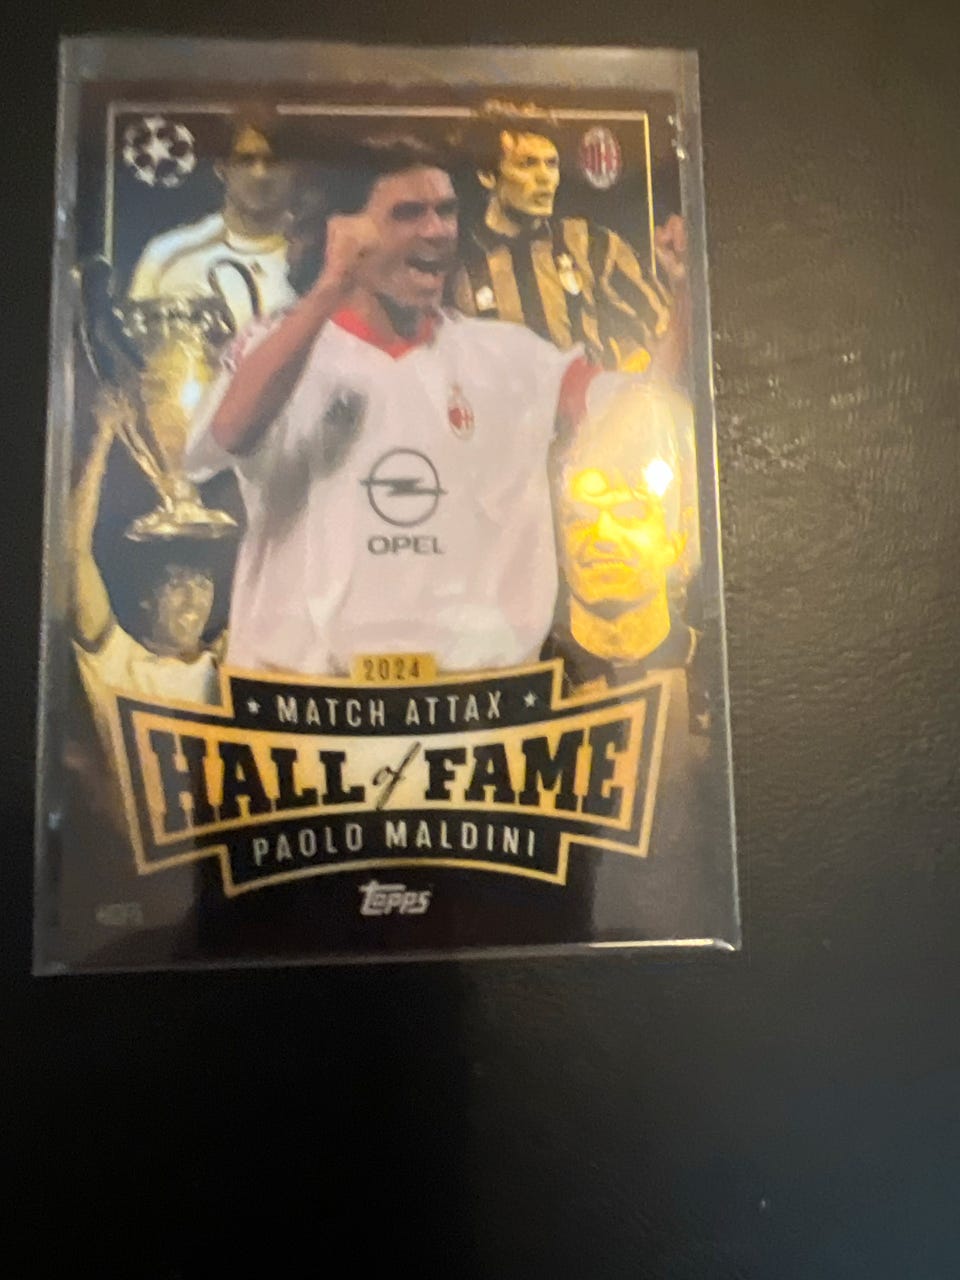 OPEL
2024
MATCH ATTAX
HALL of FAME
PAOLO MALDINI
Topps